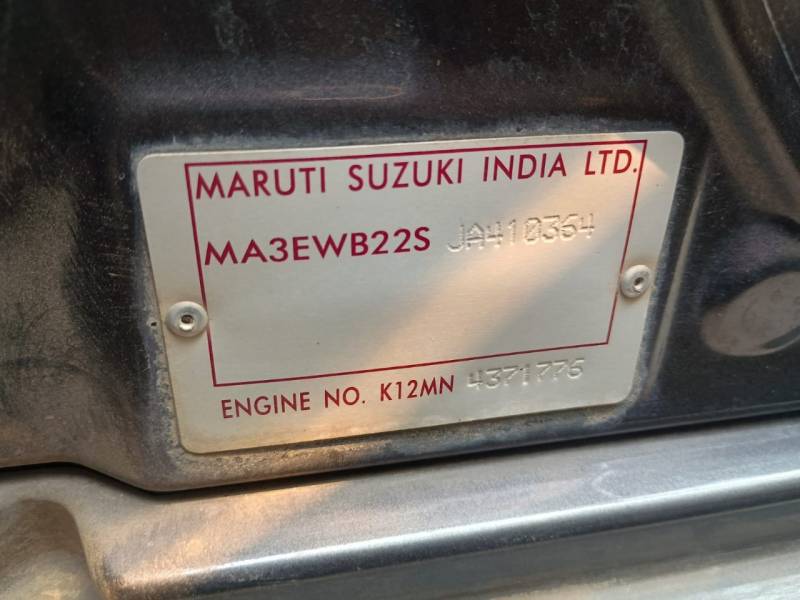 MARUTI SUZUKI INDIA LTD.
MA3EWB22S JA410364
ENGINE NO. K12MN 4371776